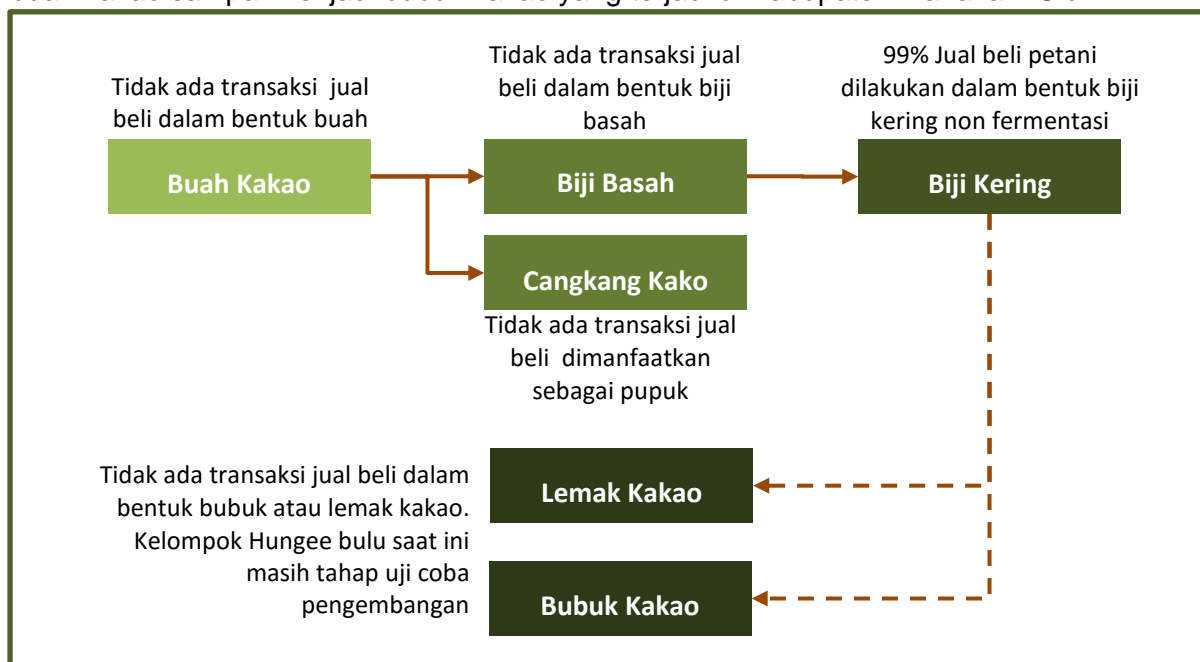 Tidak ada transaksi jual
beli dalam bentuk buah
Tidak ada transaksi jual
beli dalam bentuk biji
basah
99% Jual beli petani
dilakukan dalam bentuk biji
kering non fermentasi
Buah Kakao
Biji Basah
Biji Kering
Cangkang Kako
Tidak ada transaksi jual
beli dimanfaatkan
sebagai pupuk
Tidak ada transaksi jual beli dalam
bentuk bubuk atau lemak kakao.
Kelompok Hungee bulu saat ini
masih tahap uji coba
pengembangan
Lemak Kakao
Bubuk Kakao